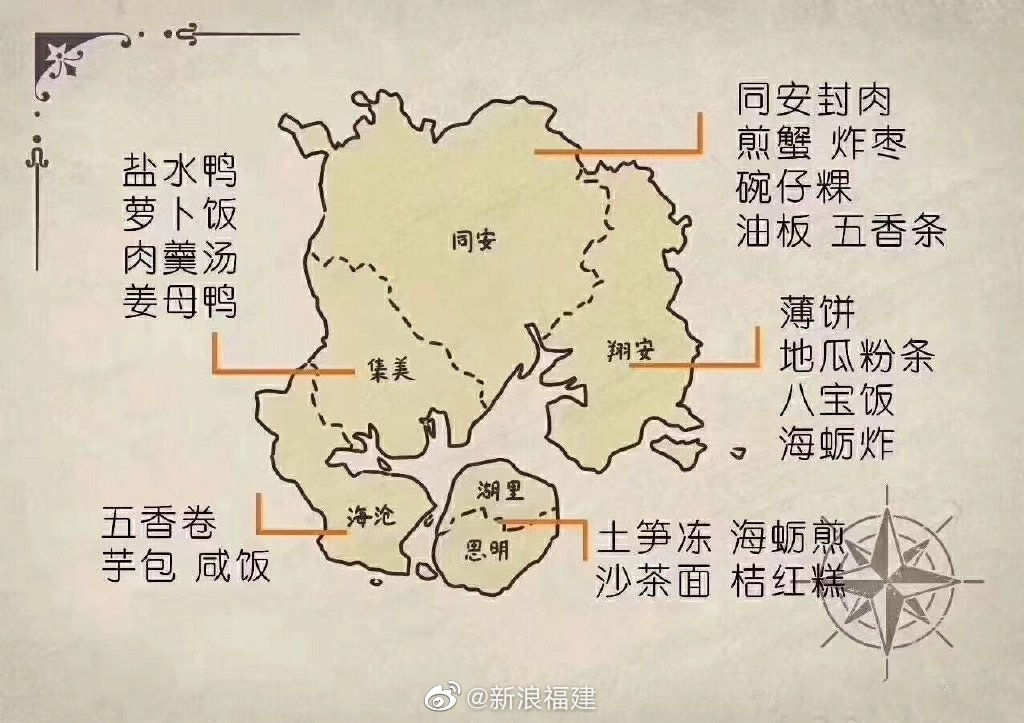 同安封肉
煎蟹 炸枣
碗仔粿
油板 五香条
盐水鸭
萝卜饭
肉羹汤
姜母鸭
同安
薄饼
地瓜粉条
八宝饭
海蛎炸
翔安
集美
五香卷
芋包 咸饭
海沧
湖里
思明
土笋冻 海蛎煎
沙茶面 桔红糕
@新浪福建